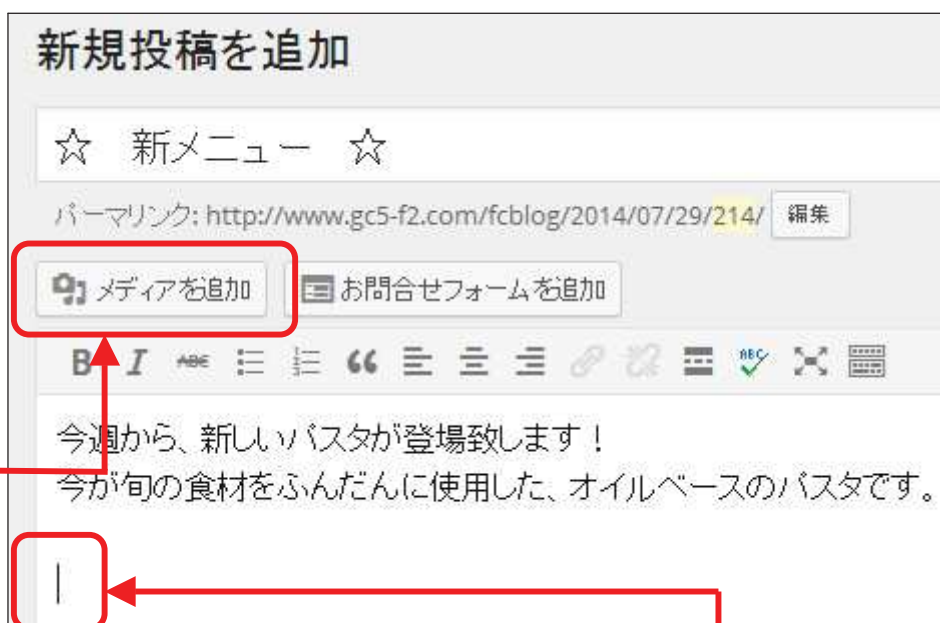 新規投稿を追加
☆ 新メニュー ☆
パーマリンク: http://www.gc5-f2.com/fcblog/2014/07/29/214/ 編集
メディアを追加 お問合せフォームを追加
B I ABC ABC
今週から、新しいパスタが登場致します！
今が旬の食材をふんだんに使用した、オイルベースのパスタです。